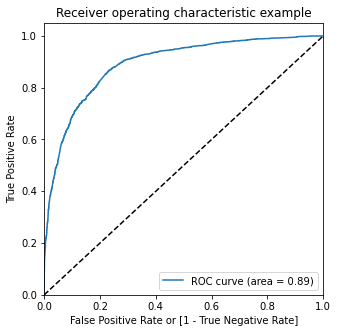 Receiver operating characteristic example
True Positive Rate
1.0
0.8
0.6
0.4
0.2
0.0
ROC curve (area = 0.89)
0.0 0.2 0.4 0.6 0.8 1.0
False Positive Rate or [1 - True Negative Rate]